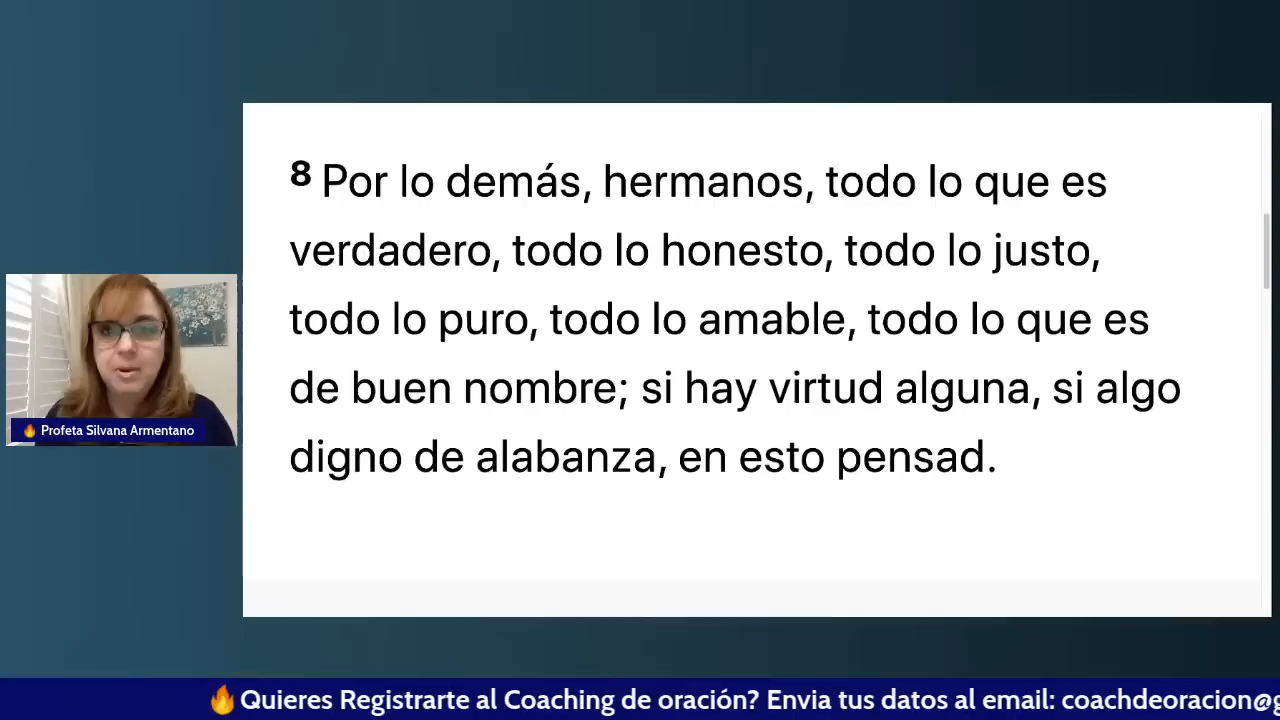 8 Por lo demás, hermanos, todo lo que es
verdadero, todo lo honesto, todo lo justo,
todo lo puro, todo lo amable, todo lo que es
de buen nombre; si hay virtud alguna, si algo
digno de alabanza, en esto pensad.
🔥 Profeta Silvana Armentano
🔥Quieres Registrarte al Coaching de oración? Envia tus datos al email: coachdeoracion@g